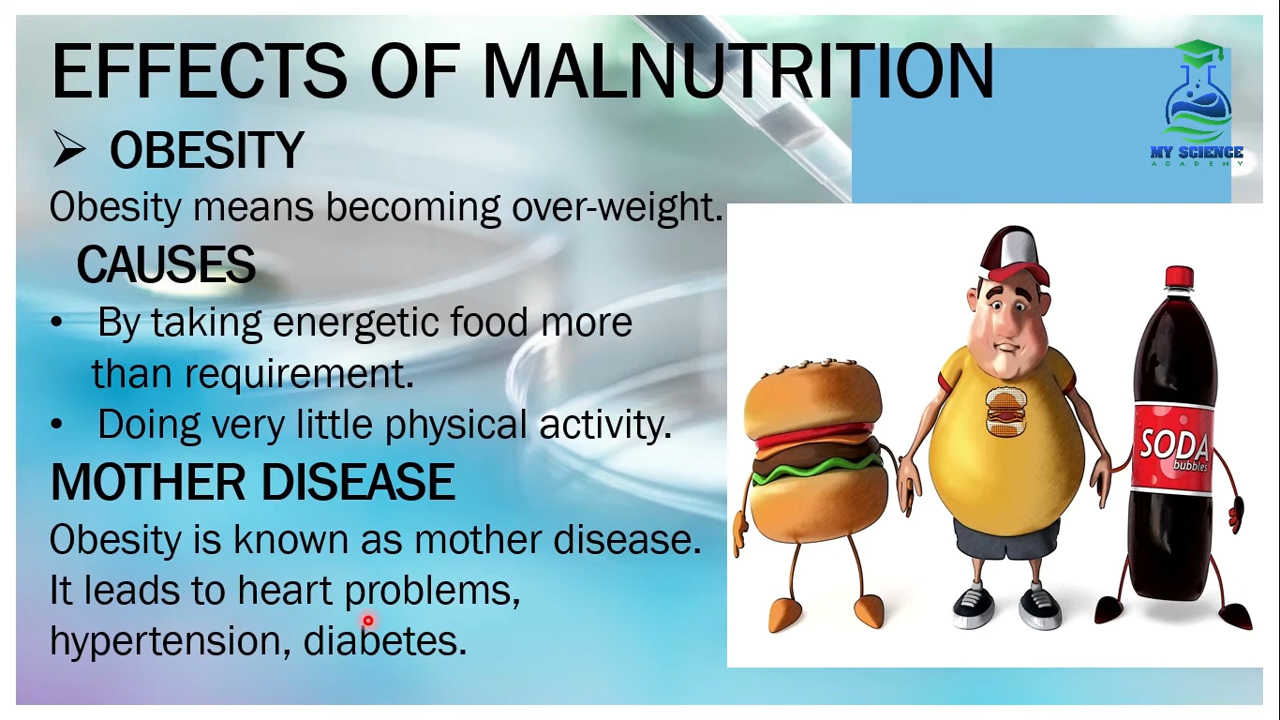 EFFECTS OF MALNUTRITION
MY SCIENCE
ACADEMY
➢ OBESITY
Obesity means becoming over-weight.
CAUSES
• By taking energetic food more
than requirement.
• Doing very little physical activity.
MOTHER DISEASE
Obesity is known as mother disease.
It leads to heart problems,
hypertension, diabetes.
SODA
bubbles